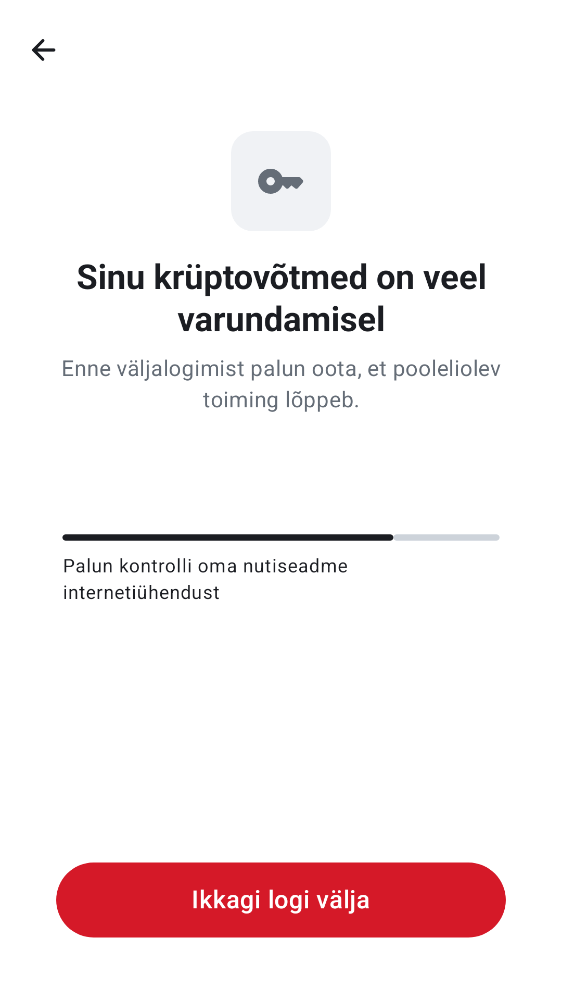 Sinu krüptovõtmed on veel
varundamisel
Enne väljalogimist palun oota, et pooleliolev
toiming lõppeb.
Palun kontrolli oma nutiseadme
internetiühendust
Ikkagi logi välja